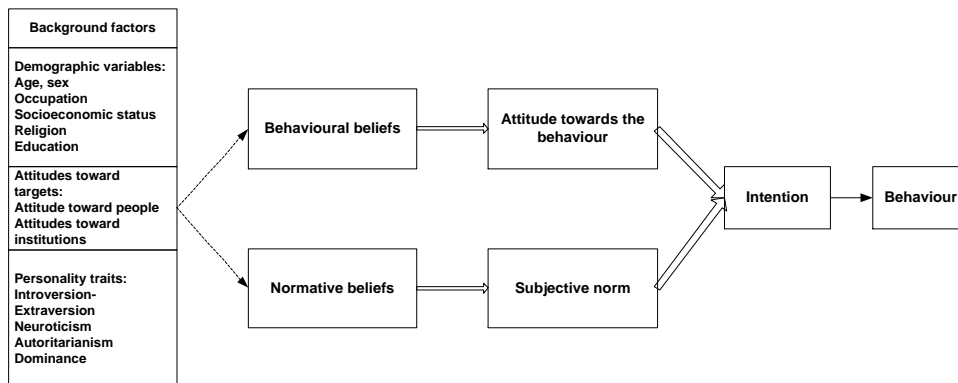 Background factors
Demographic variables:
Age, sex
Occupation
Socioeconomic status
Religion
Education
Attitudes toward
targets:
Attitude toward people
Attitudes toward
institutions
Personality traits:
Introversion-
Extraversion
Neuroticism
Autoritarianism
Dominance
Behavioural beliefs
Normative beliefs
Attitude towards the
behaviour
Subjective norm
Intention
Behaviour